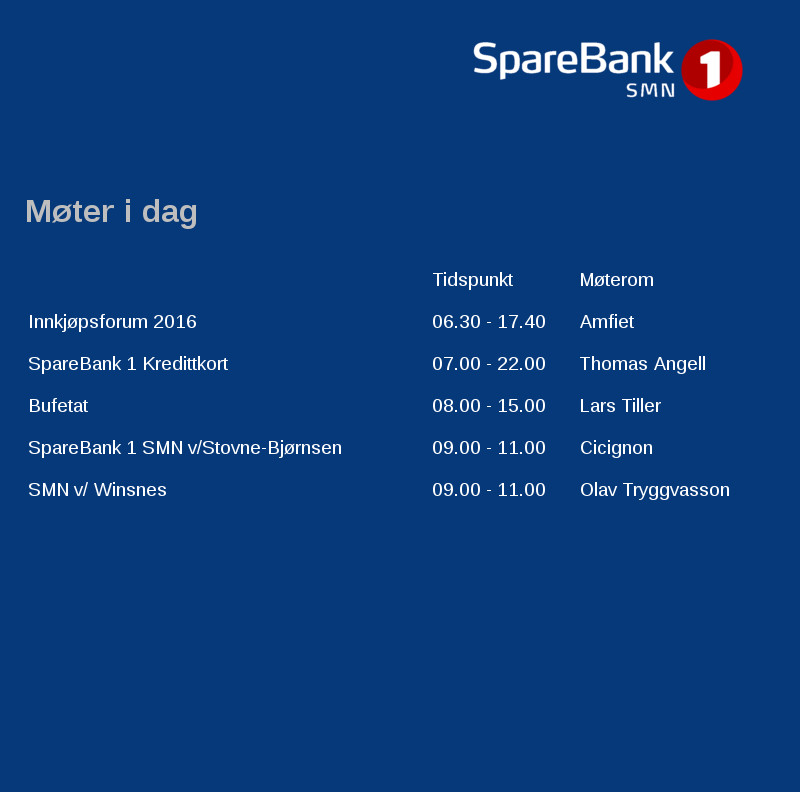 SpareBank 1
SMN
Møter i dag
Tidspunkt Møterom
Innkjøpsforum 2016 06.30 - 17.40 Amfiet
SpareBank 1 Kredittkort 07.00 - 22.00 Thomas Angell
Bufetat 08.00 - 15.00 Lars Tiller
SpareBank 1 SMN v/Stovne-Bjørnsen 09.00 - 11.00 Cicignon
SMN v/ Winsnes 09.00 - 11.00 Olav Tryggvasson